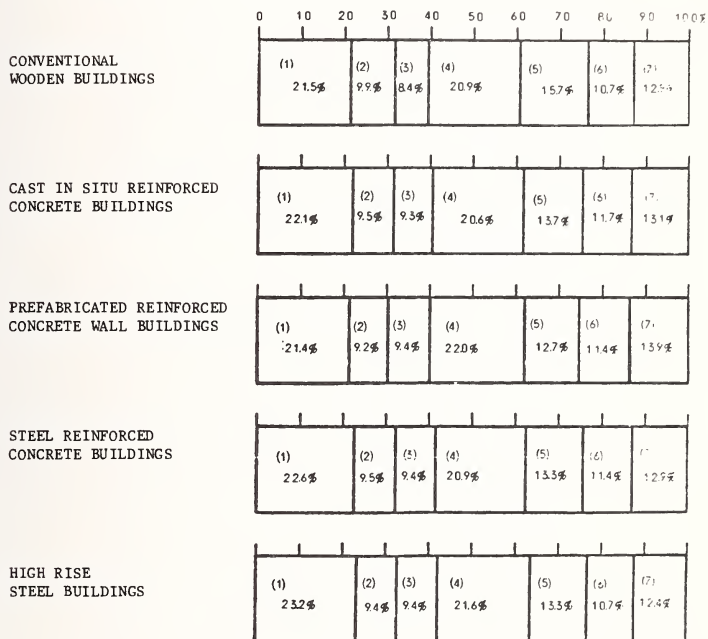 0 10 20 30 40 50 60 70 80 90 100%
CONVENTIONAL
WOODEN BUILDINGS
(1) (2) (3) (4) (5) (6) (7)
21.5% 9.9% 8.4% 20.9% 15.7% 10.7%
CAST IN SITU REINFORCED
CONCRETE BUILDINGS
(1) (2) (3) (4) (5) (6) (7)
22.1% 9.5% 9.3% 20.6% 13.7% 11.7% 13.1%
PREFABRICATED REINFORCED
CONCRETE WALL BUILDINGS
(1) (2) (3) (4) (5) (6) (7)
21.4% 9.2% 9.4% 22.0% 12.7% 11.4% 13.9%
STEEL REINFORCED
CONCRETE BUILDINGS
(1) (2) (3) (4) (5) (6)
22.6% 9.5% 9.4% 20.9% 13.3% 11.4% 12.9%
HIGH RISE
STEEL BUILDINGS
(1) (2) (3) (4) (5) (6) (7)
23.2% 9.4% 9.4% 21.6% 13.3% 10.7% 12.4%